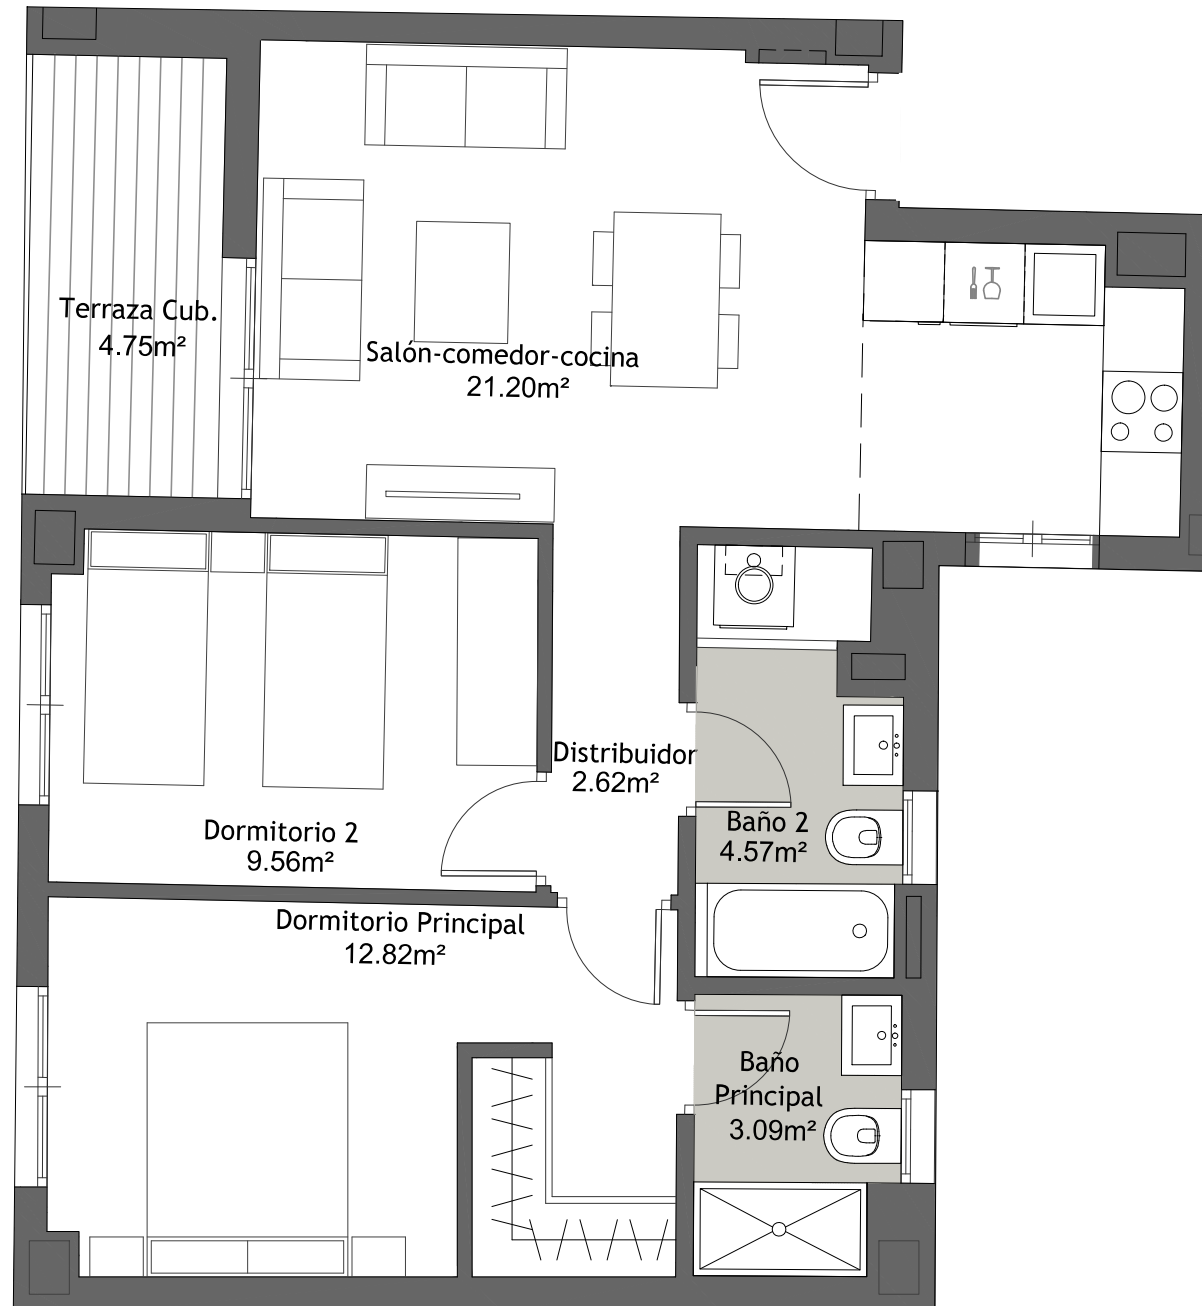 Terraza Cub.
4.75m²
Salón-comedor-cocina
21.20m²
Distribuidor
2.62m²
Dormitorio 2
9.56m²
Baño 2
4.57m²
Dormitorio Principal
12.82m²
Baño
Principal
3.09m²